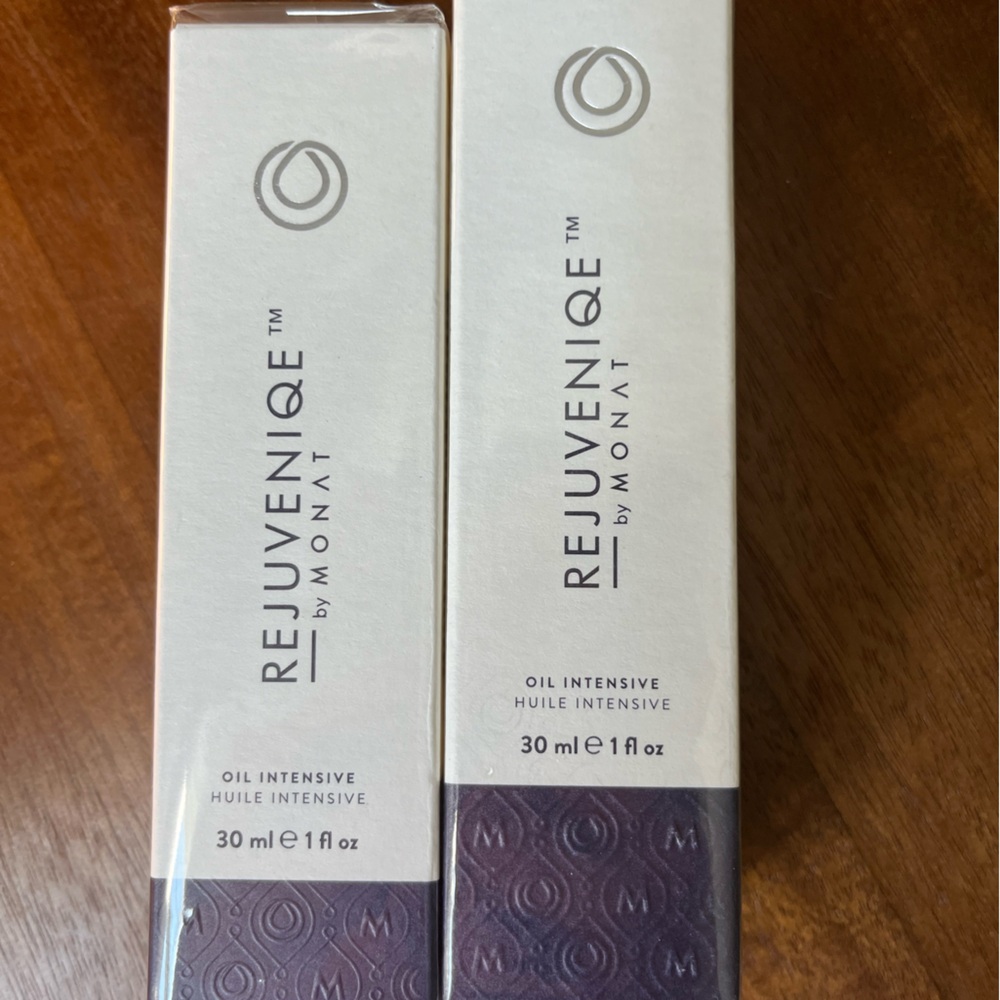 REJUVENIQE™
by MONAT
OIL INTENSIVE
HUILE INTENSIVE
30 ml ℮ 1 fl oz
M M
M
REJUVENIQE™
by MONAT
OIL INTENSIVE
HUILE INTENSIVE
30 ml ℮ 1 fl oz
M M
M
M M